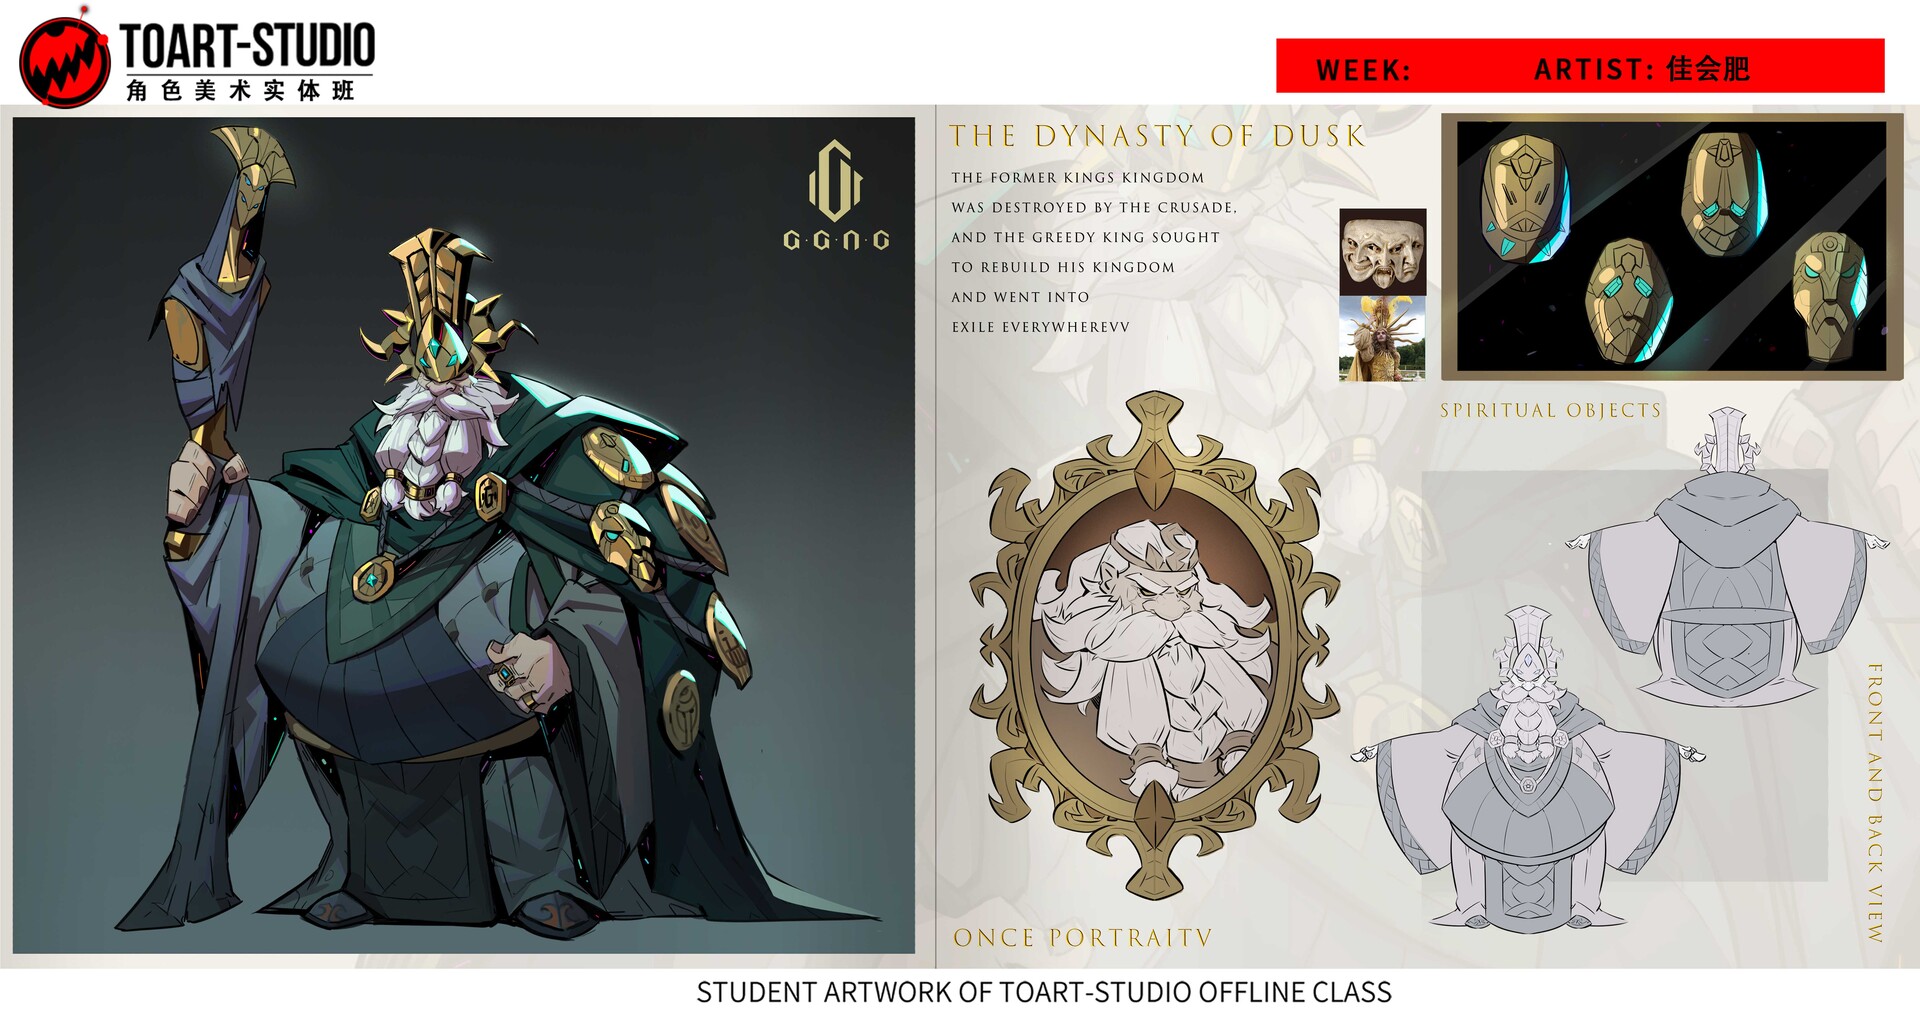 TOART-STUDIO
角色美术实体班
WEEK:
ARTIST: 佳会肥
G·G·N·G
THE DYNASTY OF DUSK
THE FORMER KINGS KINGDOM
WAS DESTROYED BY THE CRUSADE,
AND THE GREEDY KING SOUGHT
TO REBUILD HIS KINGDOM
AND WENT INTO
EXILE EVERYWHEREVV
SPIRITUAL OBJECTS
ONCE PORTRAITV
FRONT AND BACK VIEW
STUDENT ARTWORK OF TOART-STUDIO OFFLINE CLASS